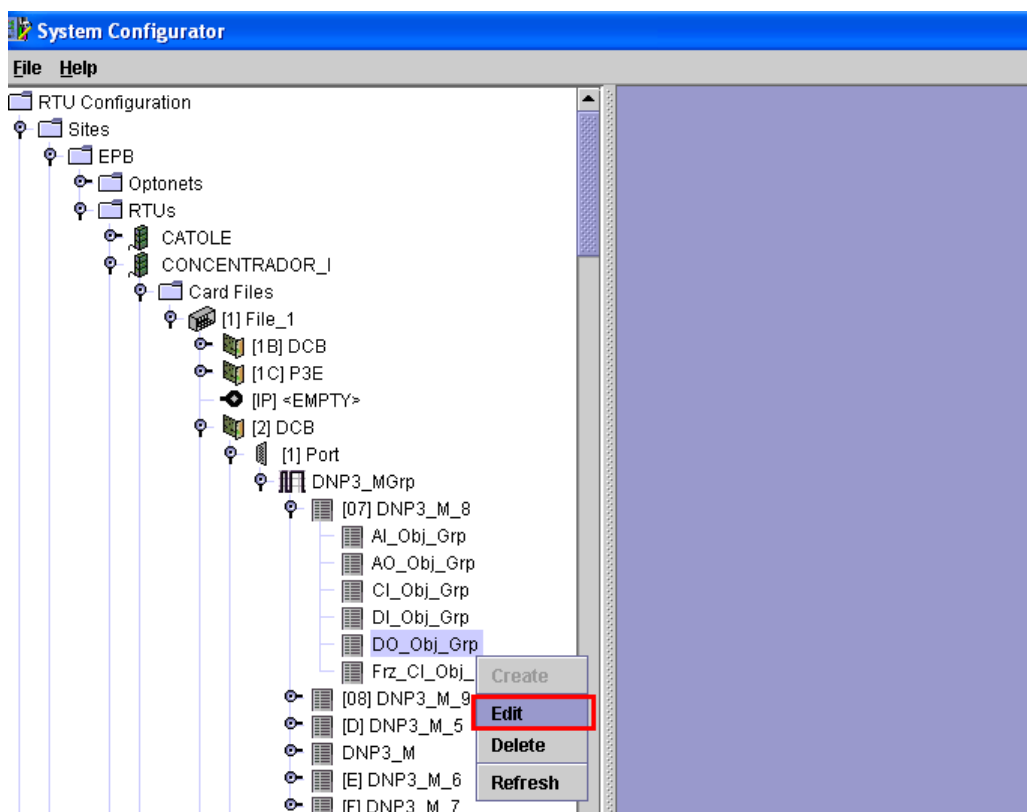 System Configurator
File Help
RTU Configuration
Sites
EPB
Optonets
RTUs
CATOLE
CONCENTRADOR_I
Card Files
[1] File_1
[1B] DCB
[1C] P3E
[IP] <EMPTY>
[2] DCB
[1] Port
DNP3_MGrp
[07] DNP3_M_8
AI_Obj_Grp
AO_Obj_Grp
CI_Obj_Grp
DI_Obj_Grp
DO_Obj_Grp
Frz_CI_Obj_
Create
[08] DNP3_M_9
Edit
[D] DNP3_M_5
Delete
DNP3_M
[E] DNP3_M_6
Refresh
[F] DNP3_M_7